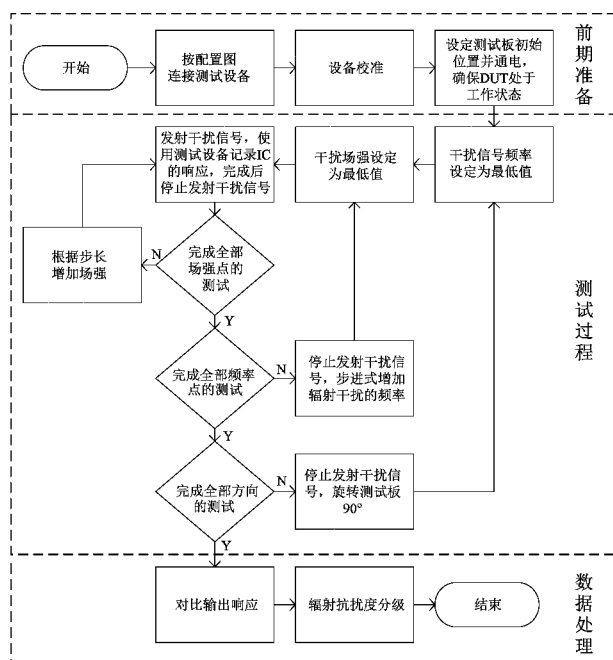 开始
按配置图
连接测试设备
设备校准
设定测试板初始
位置并通电,
确保DUT处于
工作状态
前期准备
发射干扰信号，使
用测试设备记录IC
的响应，完成后
停止发射干扰信号
干扰场强设定
为最低值
干扰信号频率
设定为最低值
根据步长
增加场强
N
完成全部
场强点的
测试
Y
完成全部频率
点的测试
N
停止发射干扰信
号，步进式增加
辐射干扰的频率
Y
完成全部方向
的测试
N
停止发射干扰信
号，旋转测试板
90°
Y
测试过程
对比输出响应
辐射抗扰度分级
结束
数据处理